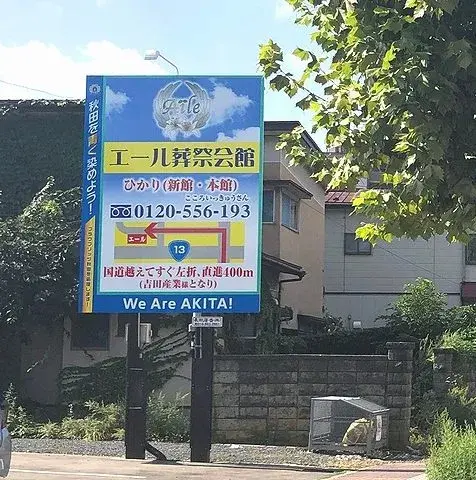 Aile
エール葬祭会館
ひかり(新館・本館)
こころいっきゅうさん
0120-556-193
エール
13
国道越えてすぐ左折、直進400m
(吉田産業様となり)
We Are AKITA!
秋田を青く染めよう!